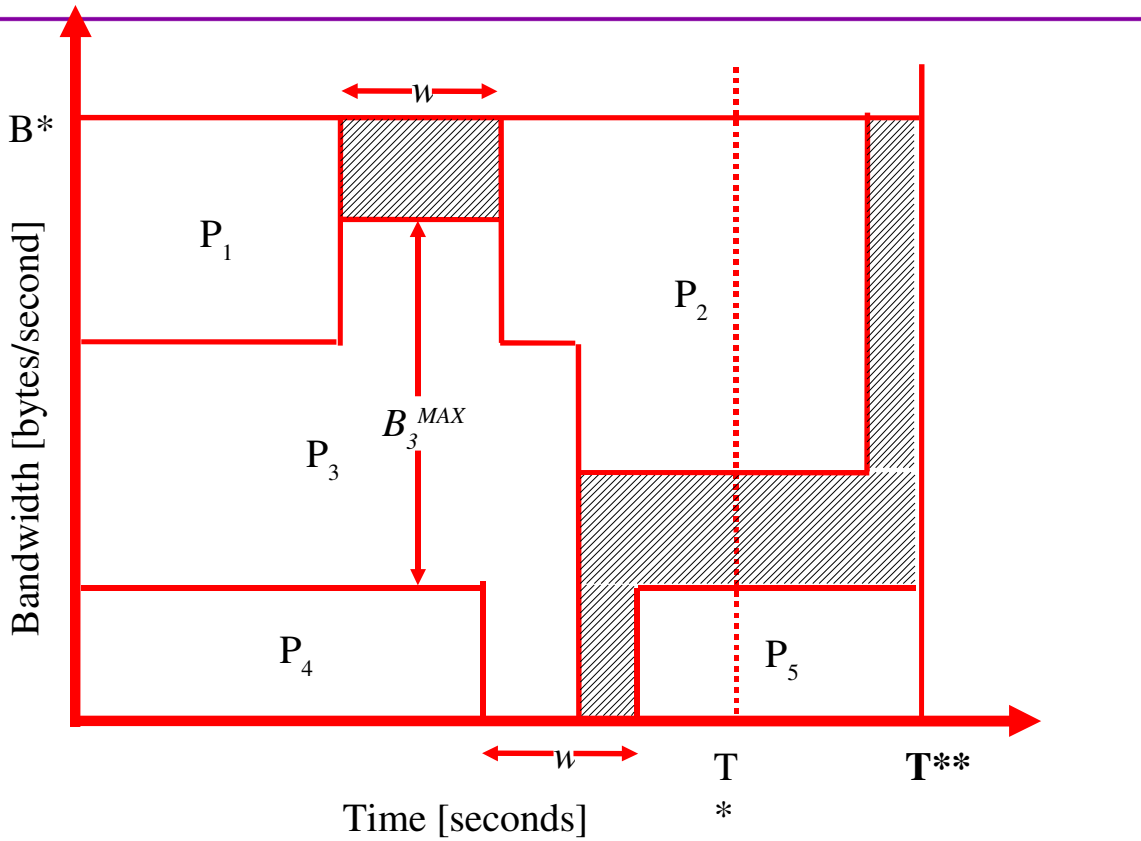 w
B*
P1
P2
B3MAX
P3
P4
P5
Bandwidth [bytes/second]
w
T
*
T**
Time [seconds]